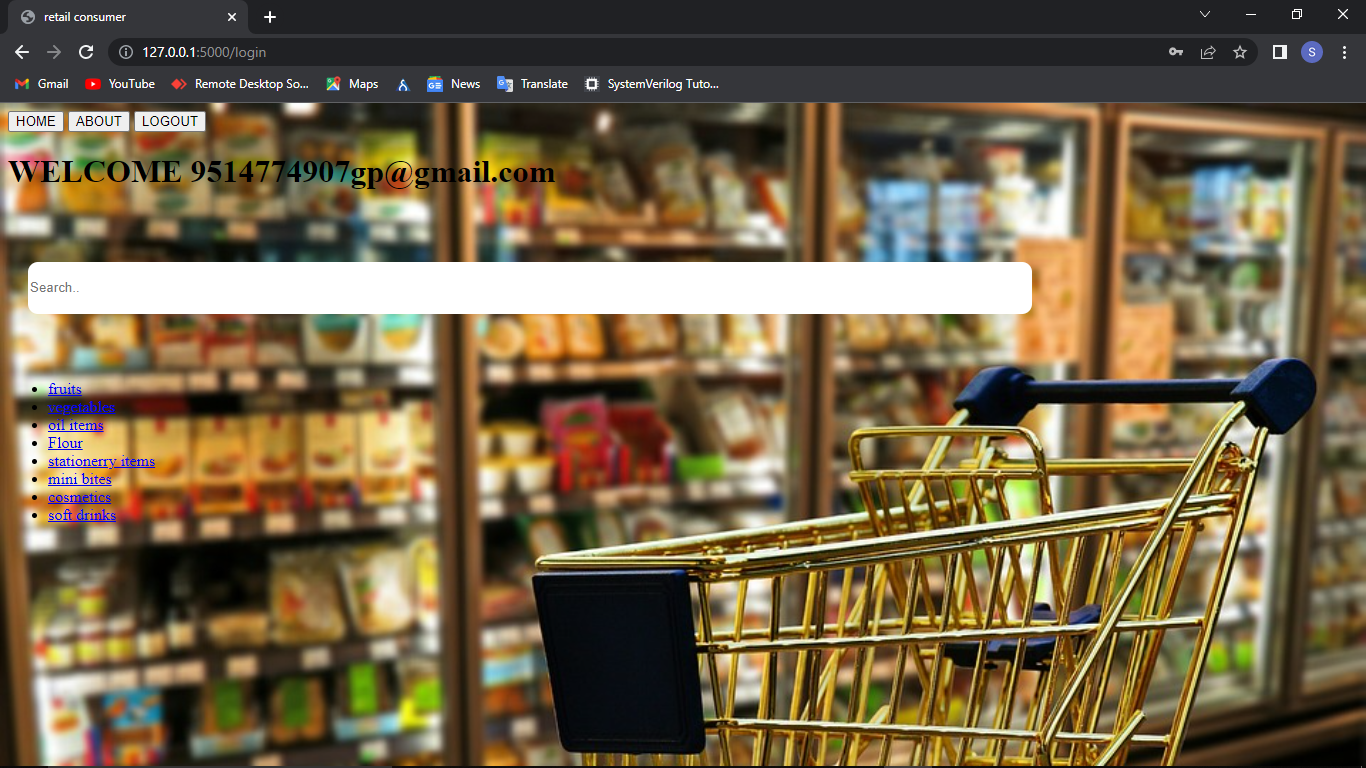 retail consumer
127.0.0.1:5000/login
S
Gmail YouTube Remote Desktop So... Maps News Translate SystemVerilog Tuto...
HOME ABOUT LOGOUT
WELCOME 9514774907gp@gmail.com
Search..
fruits
vegetables
oil items
Flour
stationerry items
mini bites
cosmetics
soft drinks